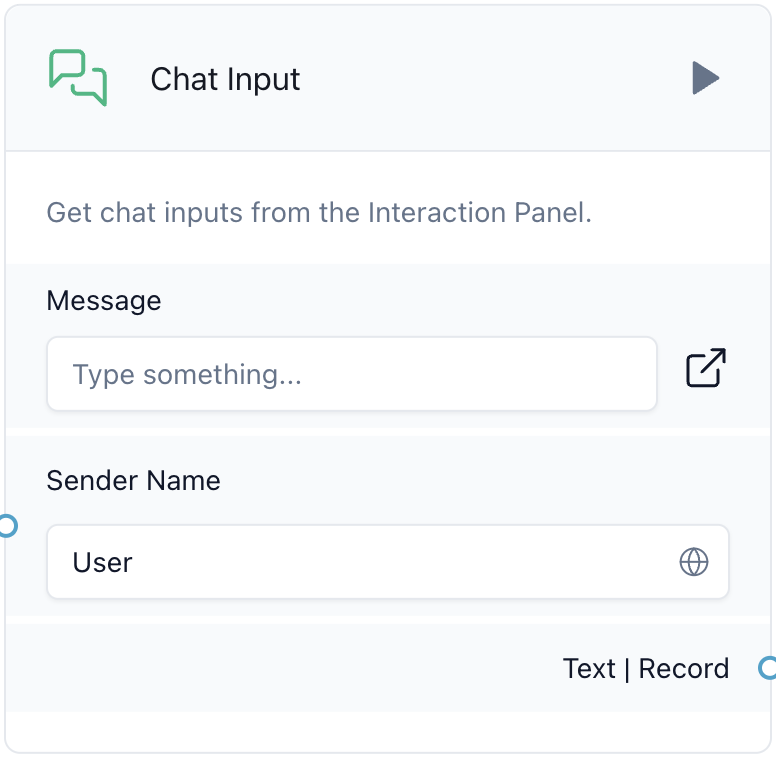 Chat Input
Get chat inputs from the Interaction Panel.
Message
Type something...
Sender Name
User
Text | Record